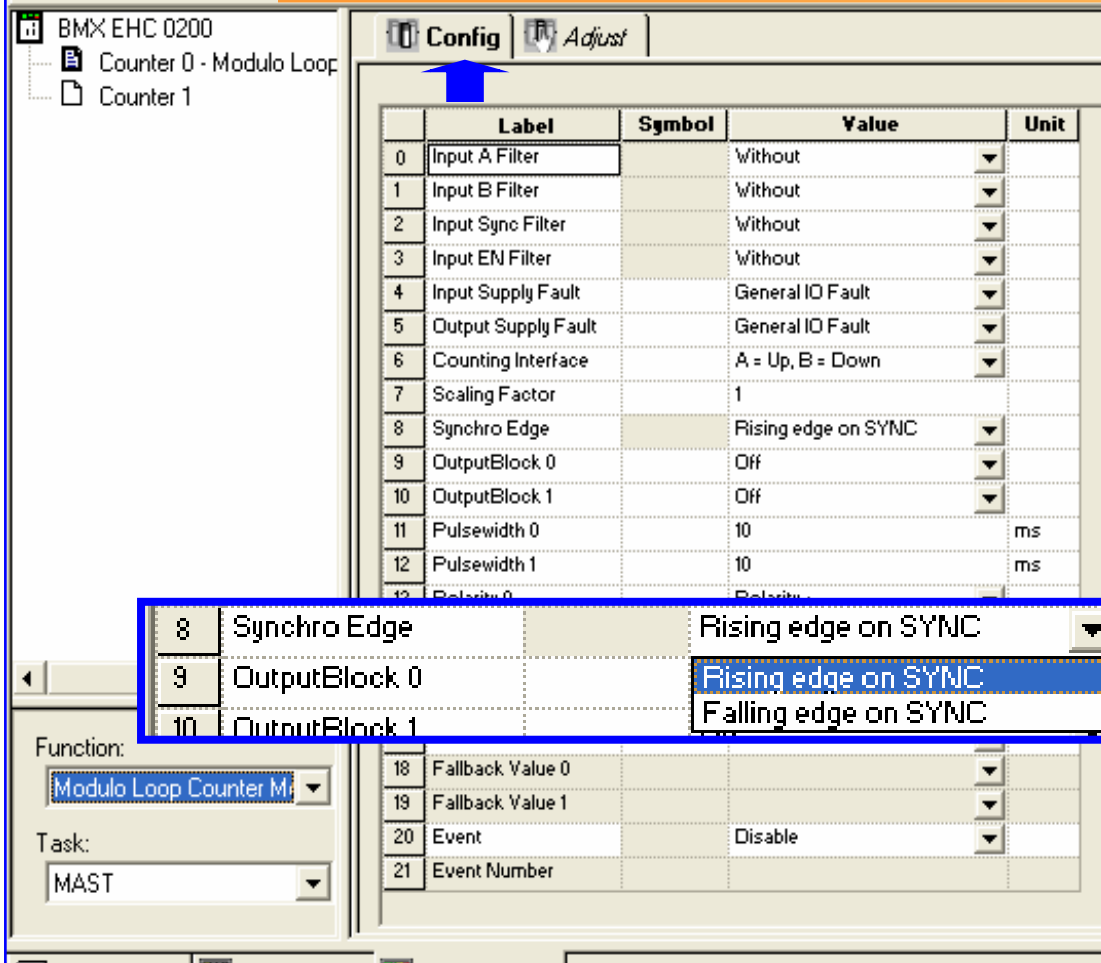 BMX EHC 0200
Counter 0 - Modulo Loop
Counter 1
Config Adjust
Label Symbol Value Unit
0 Input A Filter Without
1 Input B Filter Without
2 Input Sync Filter Without
3 Input EN Filter Without
4 Input Supply Fault General IO Fault
5 Output Supply Fault General IO Fault
6 Counting Interface A = Up, B = Down
7 Scaling Factor 1
8 Synchro Edge Rising edge on SYNC
9 OutputBlock 0 Off
10 OutputBlock 1 Off
11 Pulsewidth 0 10 ms
12 Pulsewidth 1 10 ms
13 Polarity 0 Polarity
8 Synchro Edge Rising edge on SYNC
9 OutputBlock 0 Rising edge on SYNC
10 OutputBlock 1 Falling edge on SYNC
18 Fallback Value 0
19 Fallback Value 1
20 Event Disable
21 Event Number
Function:
Modulo Loop Counter M
Task:
MAST